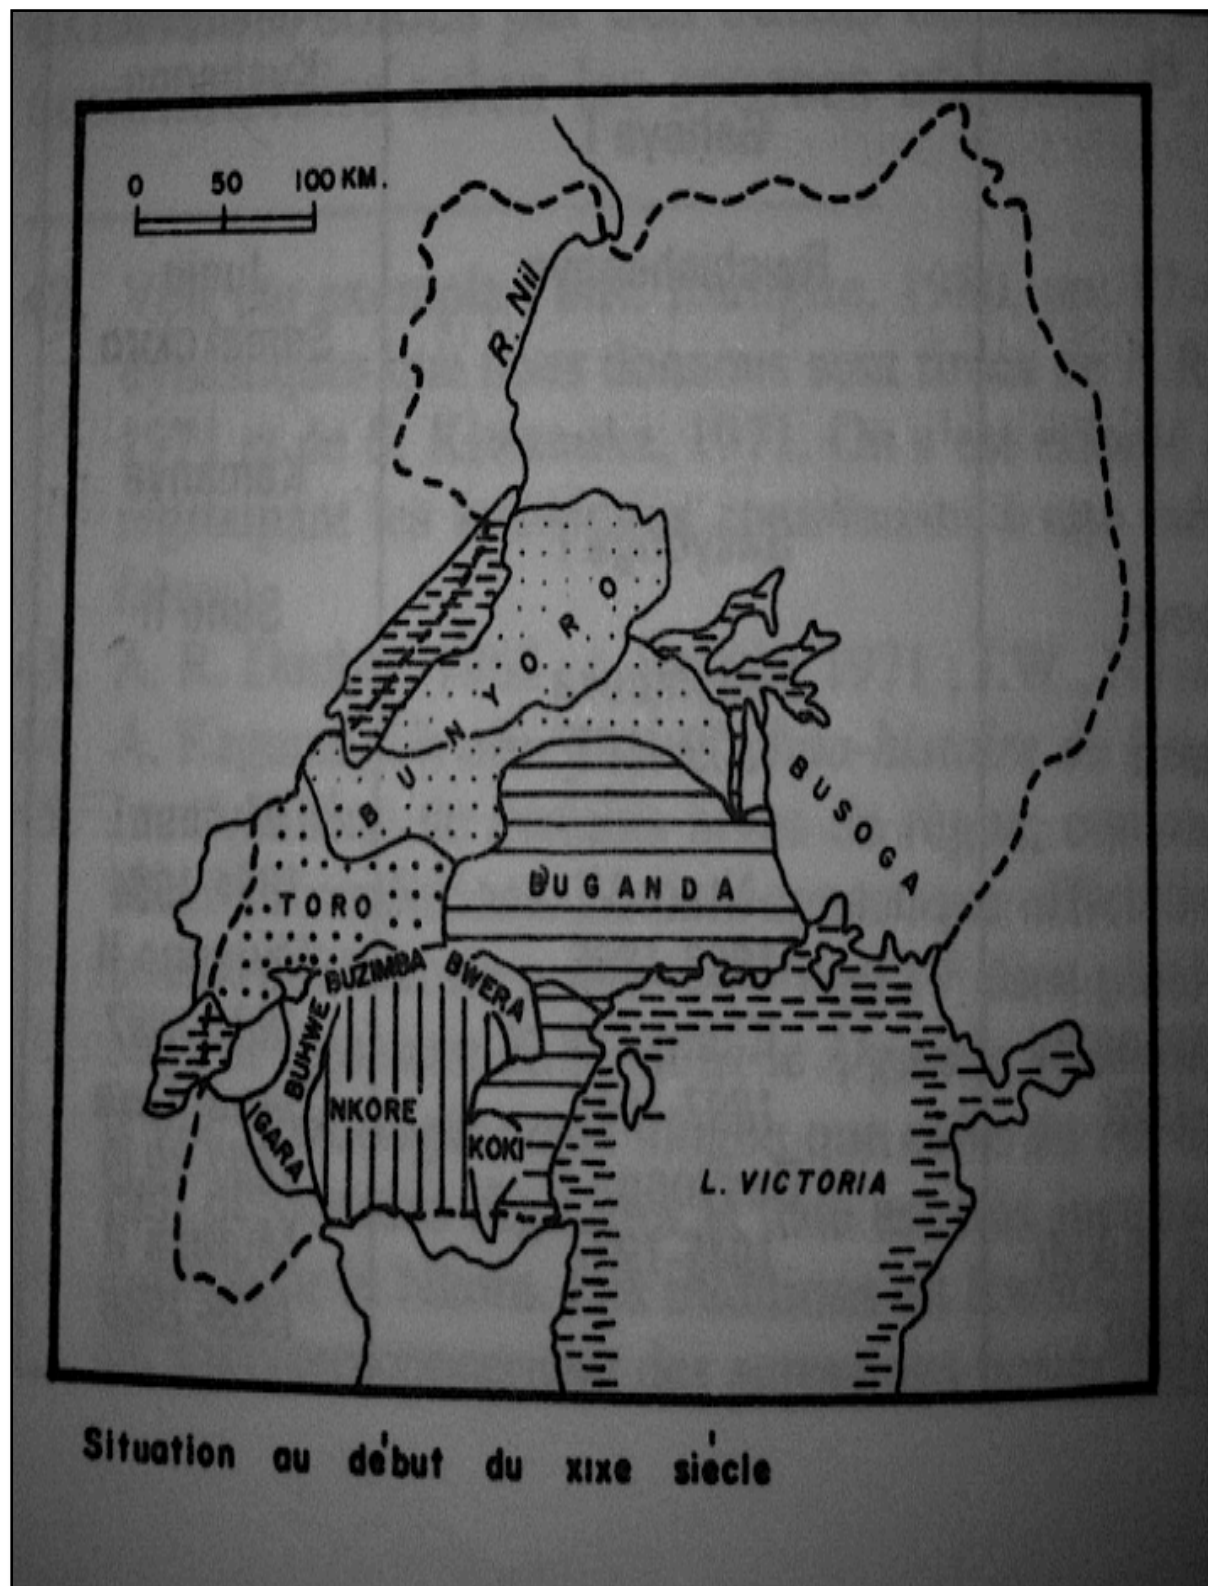 0 50 100 KM.
R. Nil
BUNYORO
BUSOGA
BUGANDA
TORO
BUZIMBA
BWERA
BUHWE
NKORE
IGARA
KOKI
L. VICTORIA
Situation au début du XIXe siècle